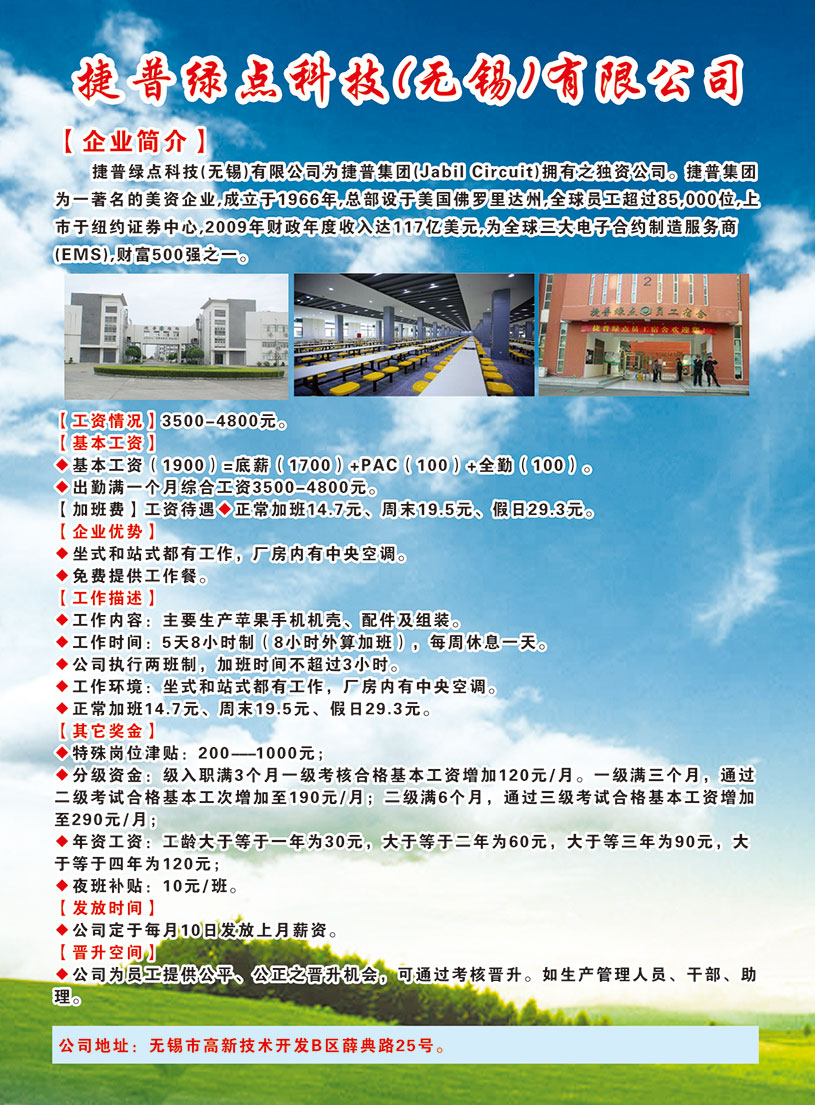 捷普绿点科技(无锡)有限公司
【企业简介】
捷普绿点科技(无锡)有限公司为捷普集团(Jabil Circuit)拥有之独资公司。捷普集团
为一著名的美资企业,成立于1966年,总部设于美国佛罗里达州,全球员工超过85,000位,上
市于纽约证券中心,2009年财政年度收入达117亿美元,为全球三大电子合约制造服务商
(EMS),财富500强之一。
2
捷普绿点员工宿舍
捷普绿点员工宿舍欢迎您
【工资情况】3500-4800元。
【基本工资】
◆基本工资（1900）=底薪（1700）+PAC（100）+全勤（100）。
◆出勤满一个月综合工资3500-4800元。
【加班费】工资待遇◆正常加班14.7元、周末19.5元、假日29.3元。
【企业优势】
◆坐式和站式都有工作，厂房内有中央空调。
◆免费提供工作餐。
【工作描述】
◆工作内容：主要生产苹果手机机壳、配件及组装。
◆工作时间：5天8小时制（8小时外算加班），每周休息一天。
◆公司执行两班制，加班时间不超过3小时。
◆工作环境：坐式和站式都有工作，厂房内有中央空调。
◆正常加班14.7元、周末19.5元、假日29.3元。
【其它奖金】
◆特殊岗位津贴：200——1000元；
◆分级资金：级入职满3个月一级考核合格基本工资增加120元/月。一级满三个月，通过
二级考试合格基本工次增加至190元/月；二级满6个月，通过三级考试合格基本工资增加
至290元/月；
◆年资工资：工龄大于等于一年为30元，大于等于二年为60元，大于等三年为90元，大
于等于四年为120元；
◆夜班补贴：10元/班。
【发放时间】
◆公司定于每月10日发放上月薪资。
【晋升空间】
◆公司为员工提供公平、公正之晋升机会，可通过考核晋升。如生产管理人员、干部、助
理。
公司地址：无锡市高新技术开发B区薛典路25号。